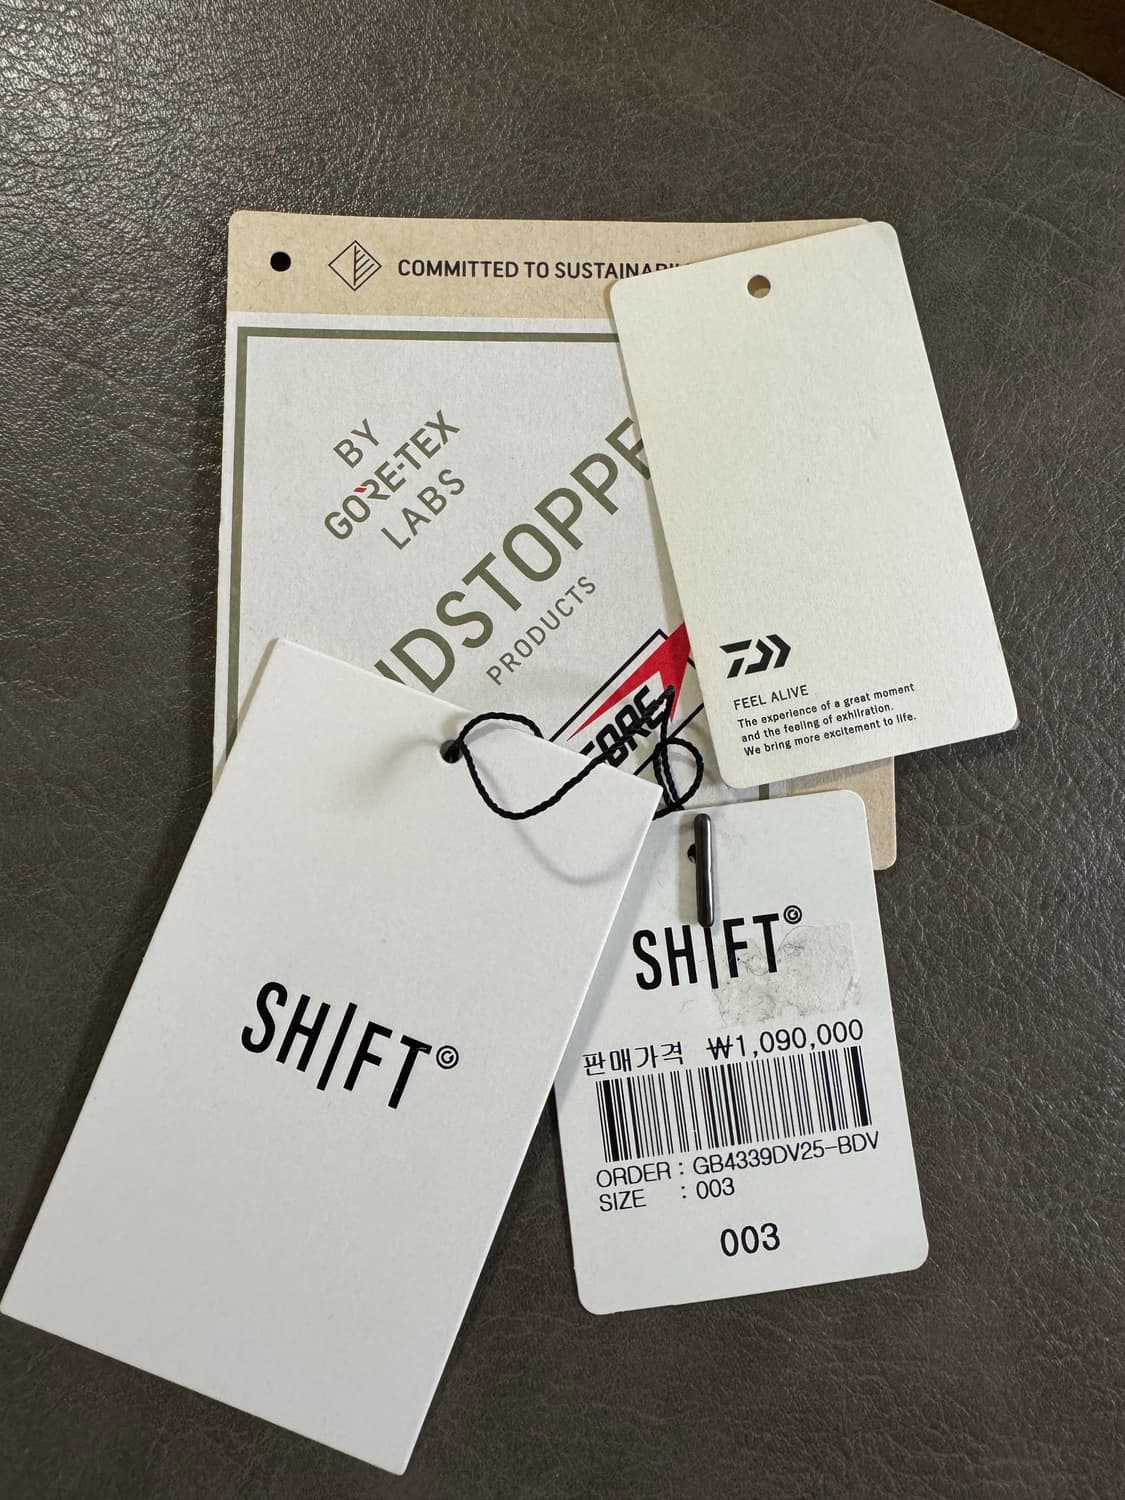 COMMITTED TO
BY
GORE-TEX
LABS
PRODUCTS
GORE
FEEL ALIVE
The experience of a great moment
and the feeling of exhilration.
We bring more excitement to life.
SH|FT
SH|FT
판매가격 ₩1,090,000
ORDER : GB4339DV25-BDV
SIZE : 003
003